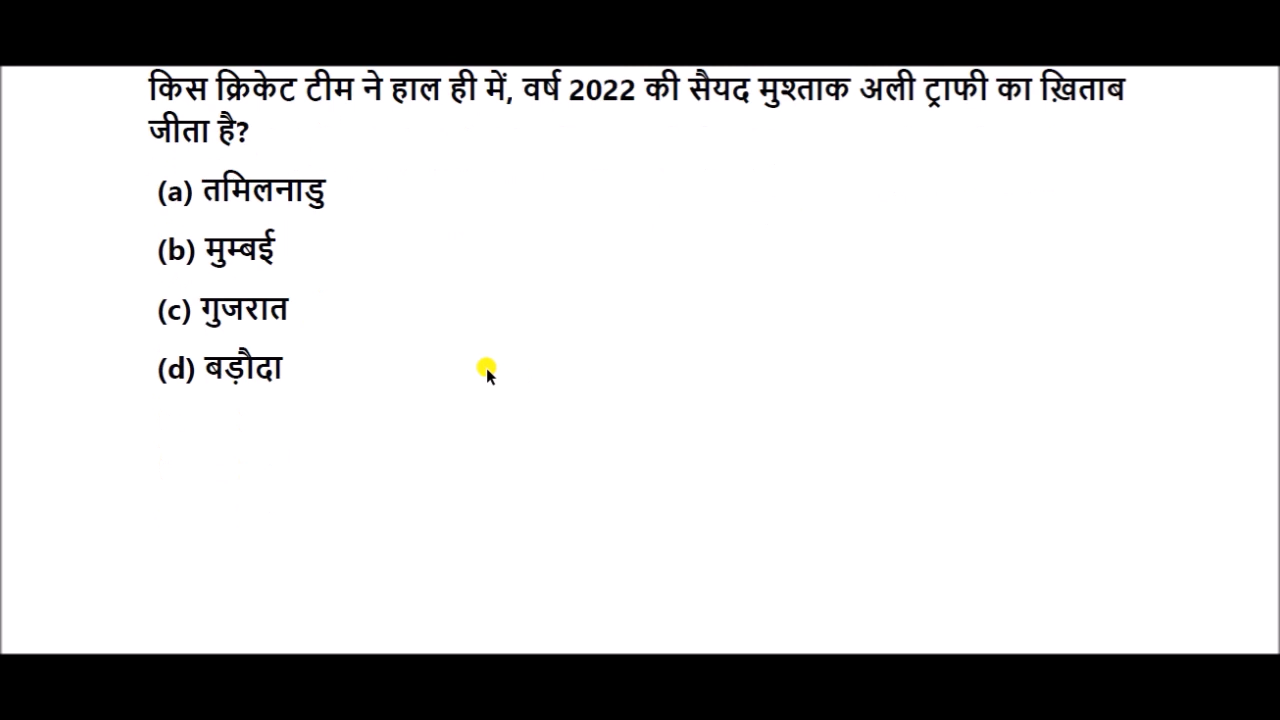 किस क्रिकेट टीम ने हाल ही में, वर्ष 2022 की सैयद मुश्ताक अली ट्राफी का ख़िताब
जीता है?
(a) तमिलनाडु
(b) मुम्बई
(c) गुजरात
(d) बड़ौदा